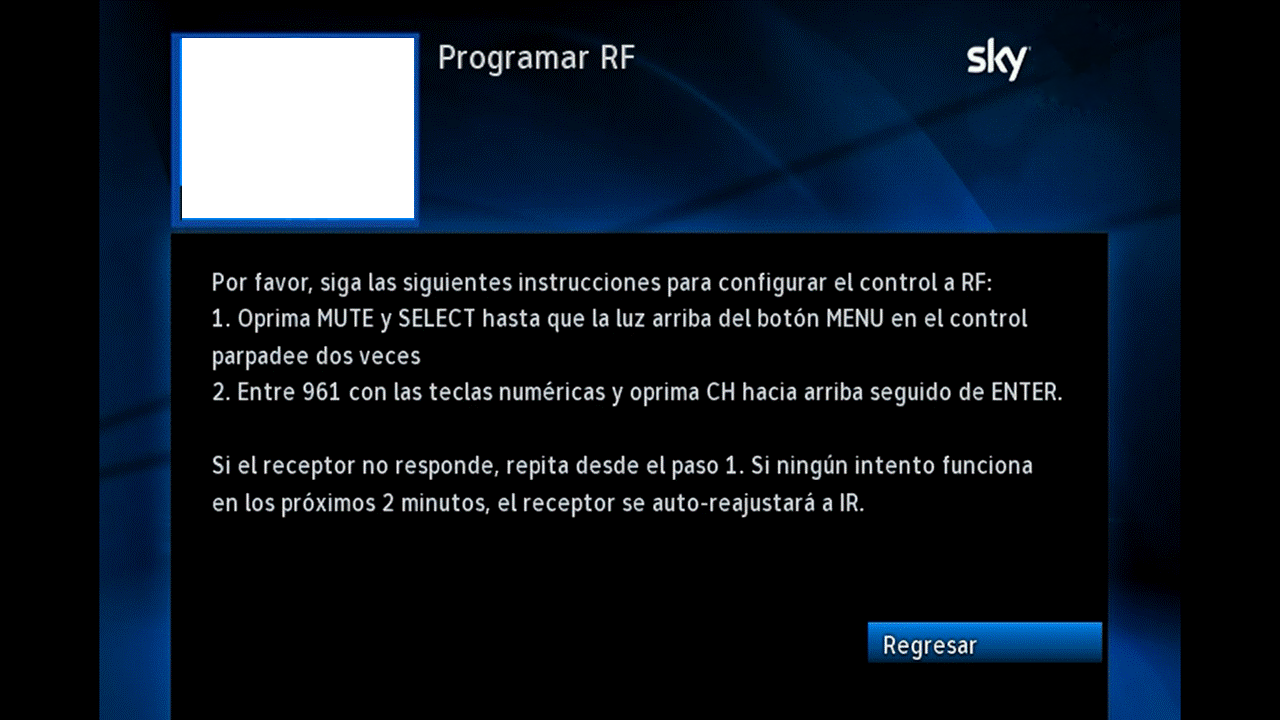 Programar RF
sky
Por favor, siga las siguientes instrucciones para configurar el control a RF:
1. Oprima MUTE y SELECT hasta que la luz arriba del botón MENU en el control
parpadee dos veces
2. Entre 961 con las teclas numéricas y oprima CH hacia arriba seguido de ENTER.
Si el receptor no responde, repita desde el paso 1. Si ningún intento funciona
en los próximos 2 minutos, el receptor se auto-reajustará a IR.
Regresar